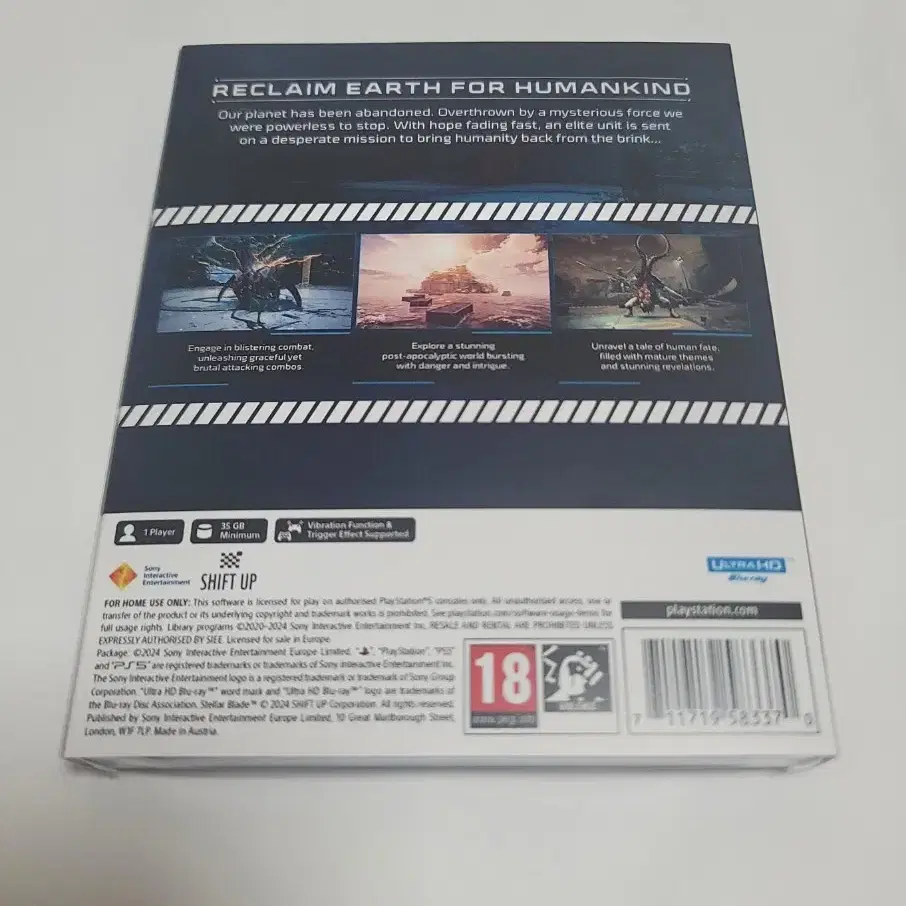 RECLAIM EARTH FOR HUMANKIND
Our planet has been abandoned. Overthrown by a mysterious force we
were powerless to stop. With hope fading fast, an elite unit is sent
on a desperate mission to bring humanity back from the brink...
Engage in blistering combat,
unleashing graceful yet
brutal attacking combos.
Explore a stunning
post-apocalyptic world bursting
with danger and intrigue.
Unravel a tale of human fate,
filled with mature themes
and stunning revelations.
1 Player
35 GB
Minimum
Vibration Function &
Trigger Effect Supported
Sony
Interactive
Entertainment
SHIFT UP
ULTRA HD
Blu-ray
FOR HOME USE ONLY: This software is licensed for play on authorised PlayStation®5 consoles only. All unauthorised access, use or
transfer of the product or its underlying copyright and trademark works is prohibited. See playstation.com/software-usage-terms for
full usage rights. Library programs ©2020-2024 Sony Interactive Entertainment Inc. RESALE AND RENTAL ARE PROHIBITED UNLESS
EXPRESSLY AUTHORISED BY SIEE. Licensed for sale in Europe.
Package: ©2024 Sony Interactive Entertainment Europe Limited. "PlayStation", "PS5"
and "PS5" are registered trademarks or trademarks of Sony Interactive Entertainment Inc.
The Sony Interactive Entertainment logo is a registered trademark or trademark of Sony Group
Corporation. "Ultra HD Blu-ray™" word mark and "Ultra HD Blu-ray™" logo are trademarks of
the Blu-ray Disc Association. Stellar Blade™ © 2024 SHIFT UP Corporation. All rights reserved.
Published by Sony Interactive Entertainment Europe Limited, 10 Great Marlborough Street,
London, W1F 7LP. Made in Austria.
playstation.com
18
www.pegi.info
7 11719 58337 0